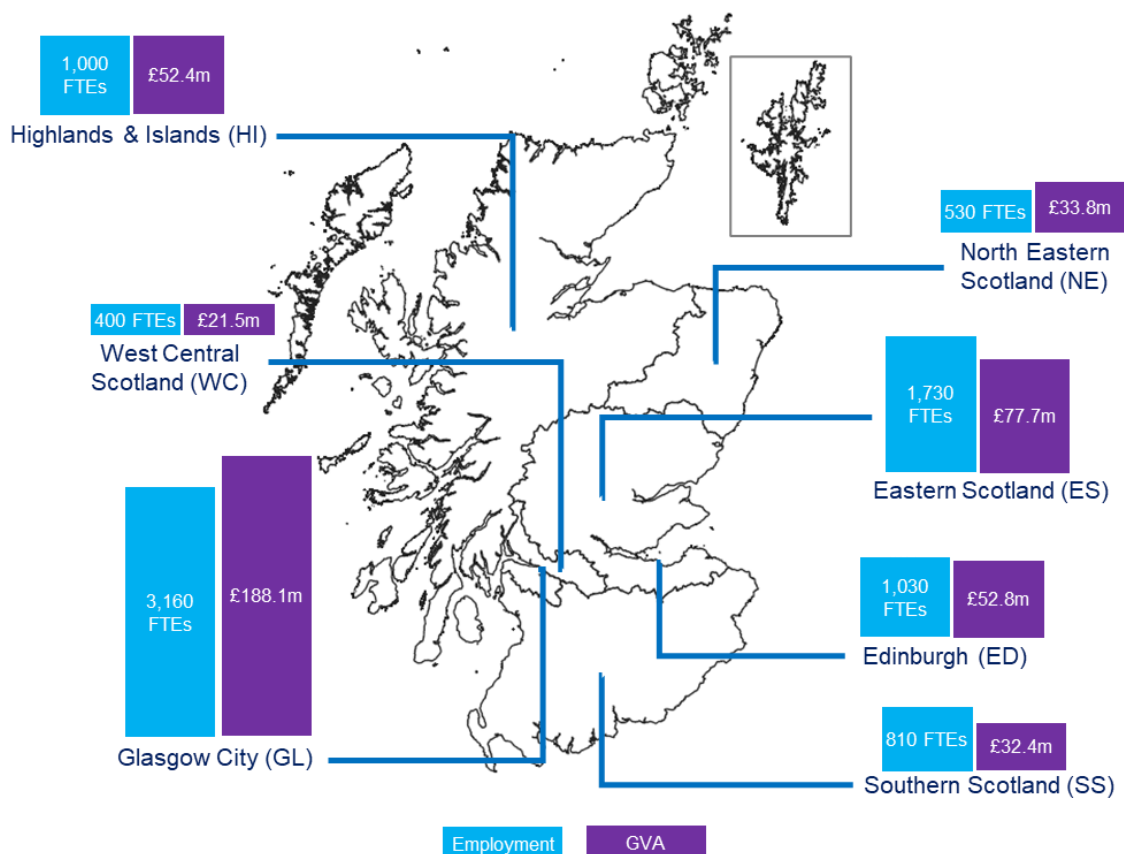 1,000
FTEs
£52.4m
Highlands & Islands (HI)
530 FTEs
£33.8m
North Eastern
Scotland (NE)
400 FTEs
£21.5m
West Central
Scotland (WC)
1,730
FTEs
£77.7m
Eastern Scotland (ES)
3,160
FTEs
£188.1m
Glasgow City (GL)
1,030
FTEs
£52.8m
Edinburgh (ED)
810 FTEs
£32.4m
Southern Scotland (SS)
Employment
GVA